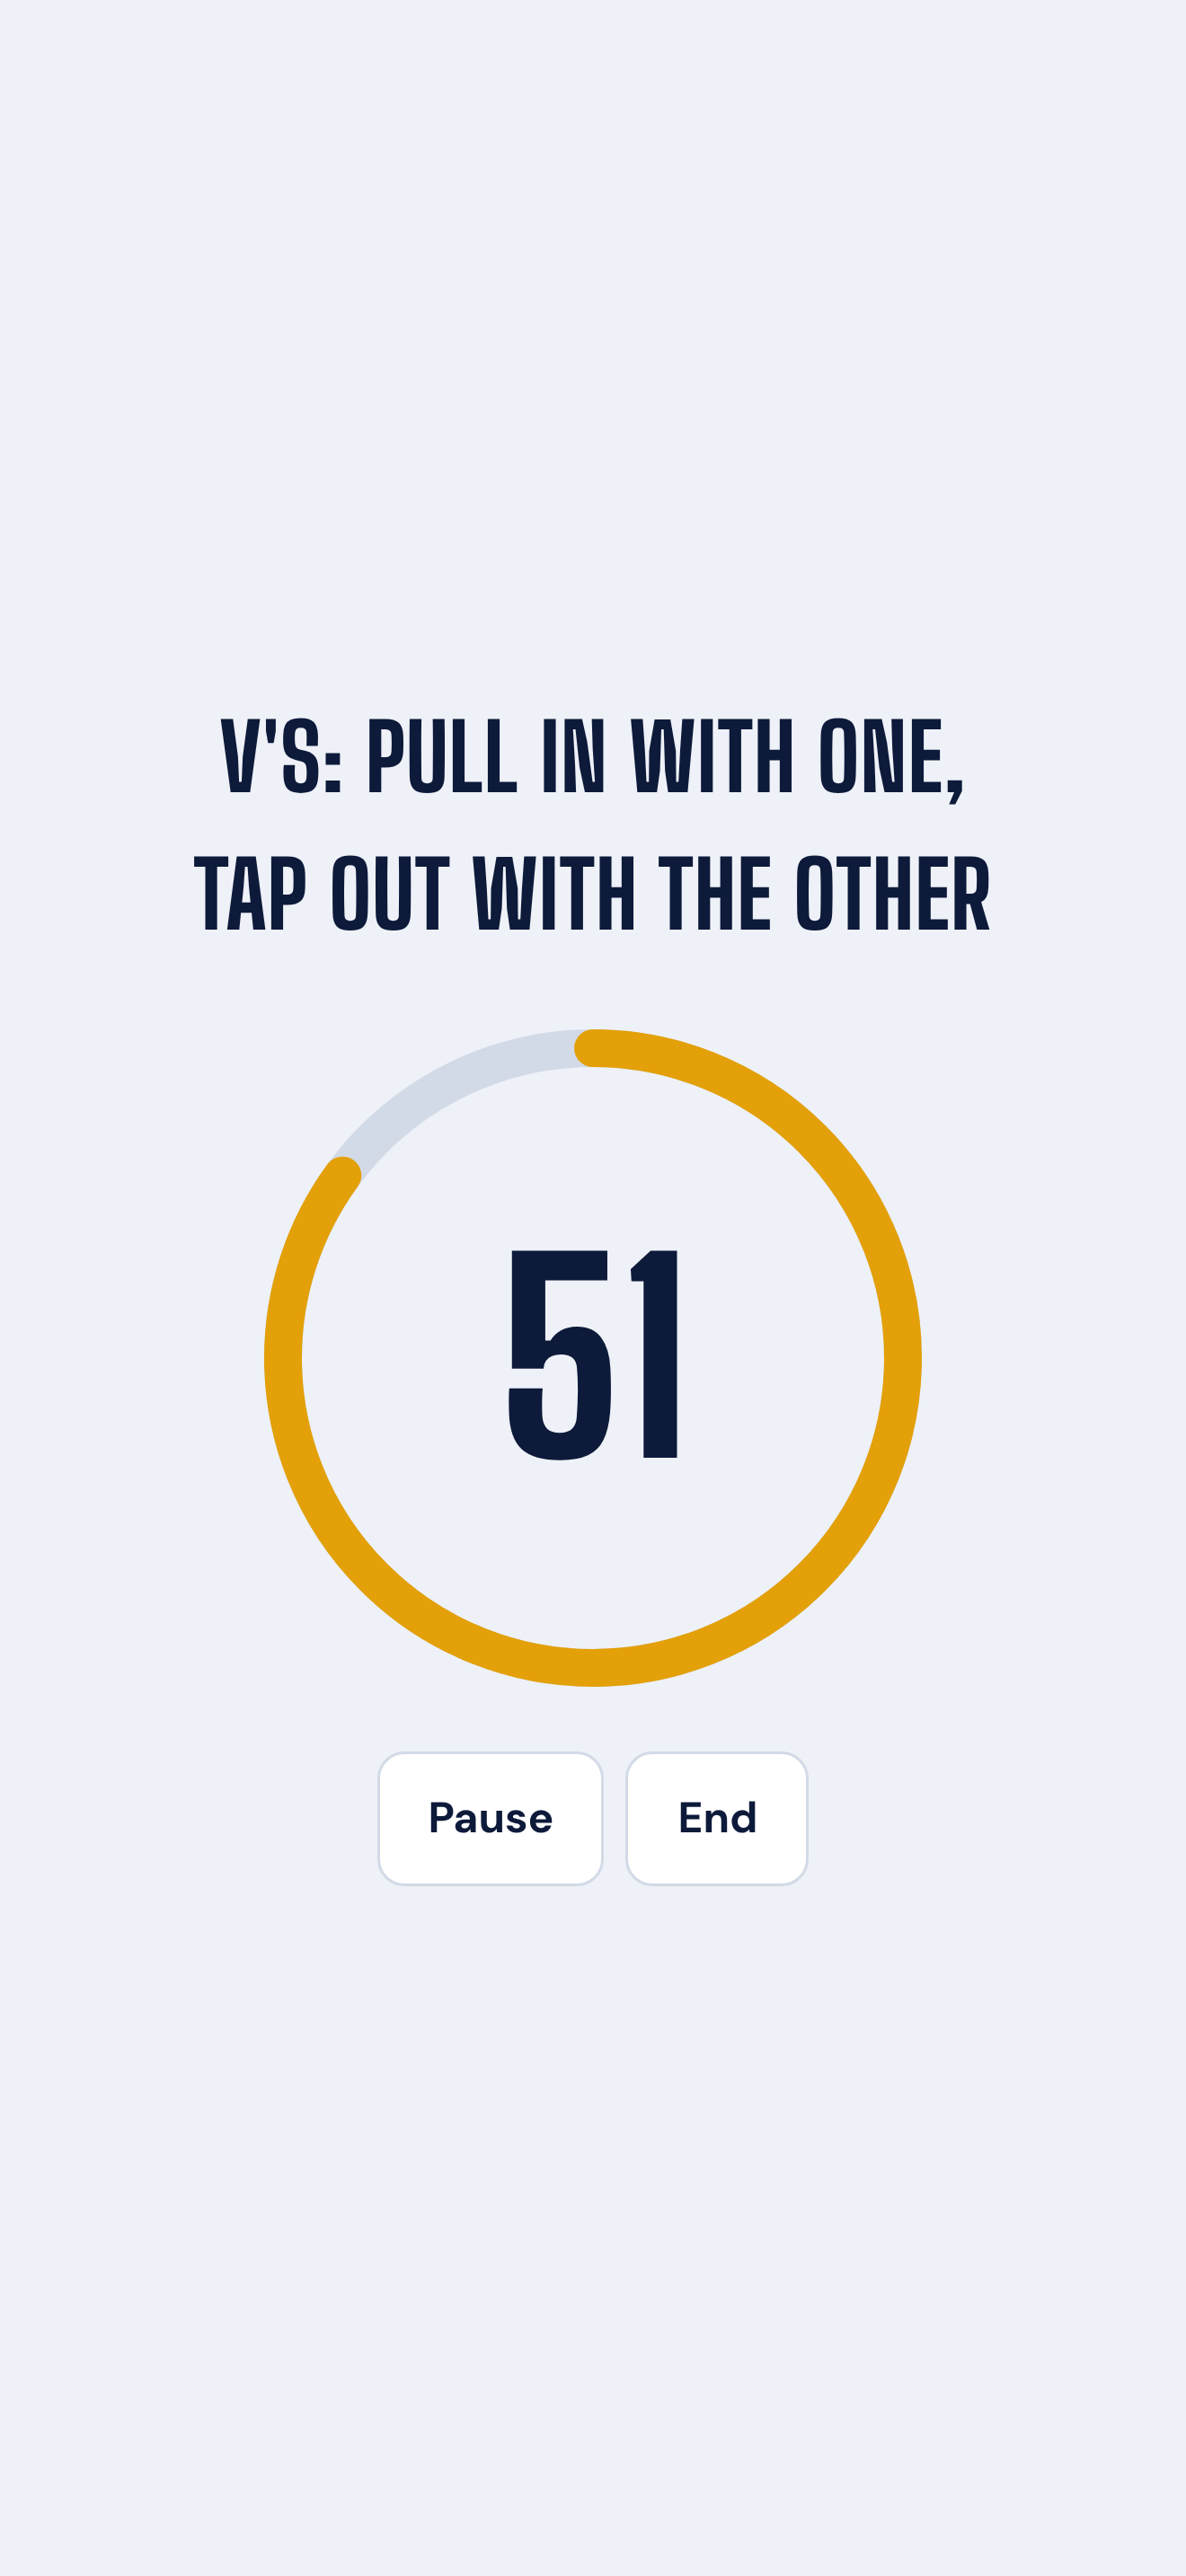 V'S: PULL IN WITH ONE,
TAP OUT WITH THE OTHER
51
Pause
End